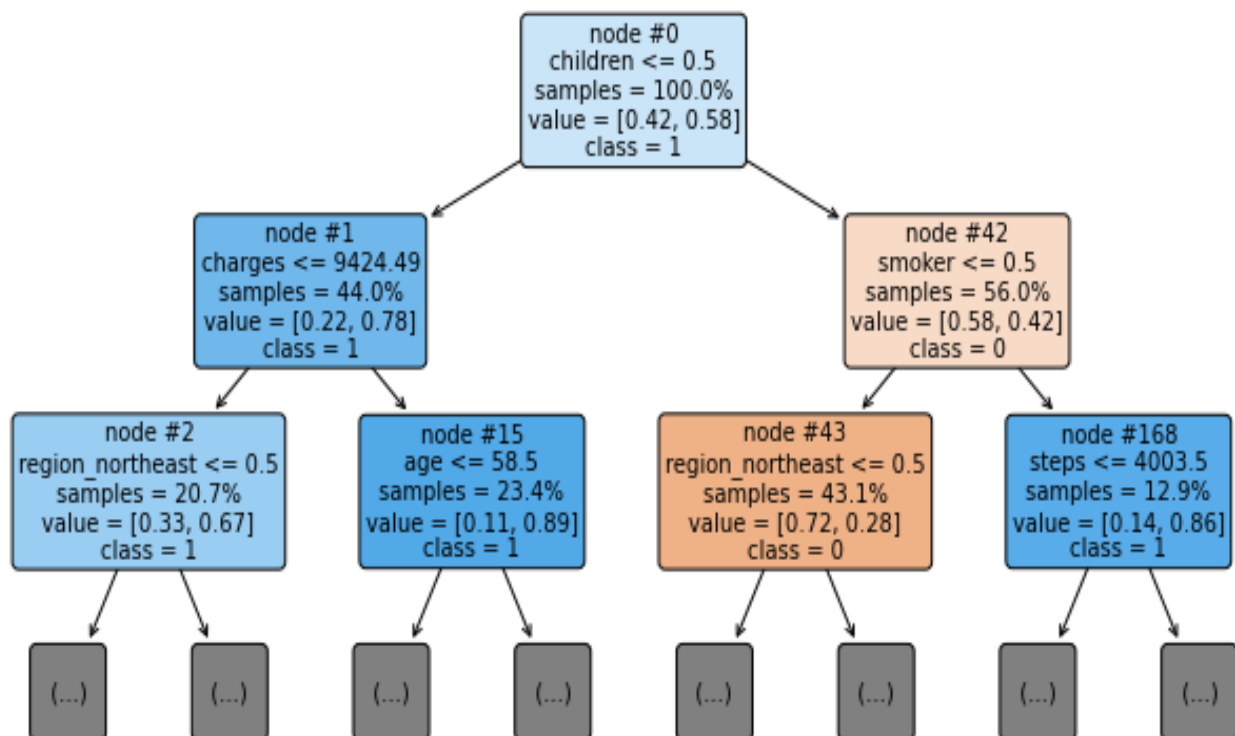 node #0
children <= 0.5
samples = 100.0%
value = [0.42, 0.58]
class = 1
node #1
charges <= 9424.49
samples = 44.0%
value = [0.22, 0.78]
class = 1
node #42
smoker <= 0.5
samples = 56.0%
value = [0.58, 0.42]
class = 0
node #2
region_northeast <= 0.5
samples = 20.7%
value = [0.33, 0.67]
class = 1
node #15
age <= 58.5
samples = 23.4%
value = [0.11, 0.89]
class = 1
node #43
region_northeast <= 0.5
samples = 43.1%
value = [0.72, 0.28]
class = 0
node #168
steps <= 4003.5
samples = 12.9%
value = [0.14, 0.86]
class = 1
(...)
(...)
(...)
(...)
(...)
(...)
(...)
(...)